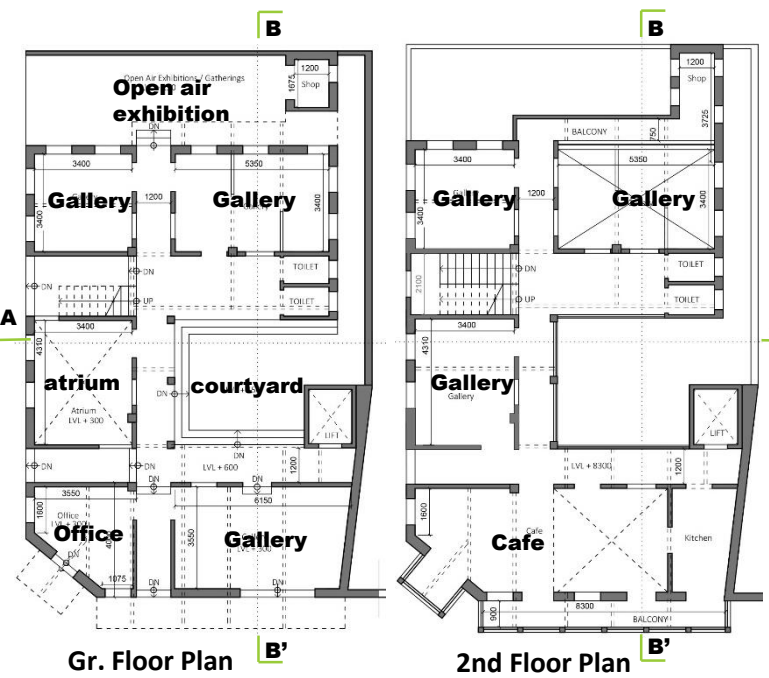 B
B
Open Air Exhibitions / Gatherings
Open air
exhibition
1200
1675
Shop
1200
Shop
3725
DN
BALCONY
750
3400
5350
3400
5350
Gallery
Gallery
Gallery
Gallery
1200
1200
3400
3400
3400
3400
DN
DN
TOILET
DN
TOILET
2100
UP
TOILET
UP
TOILET
A
3400
3400
4310
4310
atrium
courtyard
Gallery
Gallery
Atrium
LVL + 300
DN
LIFT
LIFT
DN
DN
DN
LVL + 600
1200
LVL + 8300
1200
DN
DN
3550
6150
1600
Office
Office
3550
Gallery
1600
Cafe
Cafe
Kitchen
DN
1075
DN
DN
8300
900
BALCONY
B'
B'
Gr. Floor Plan
2nd Floor Plan